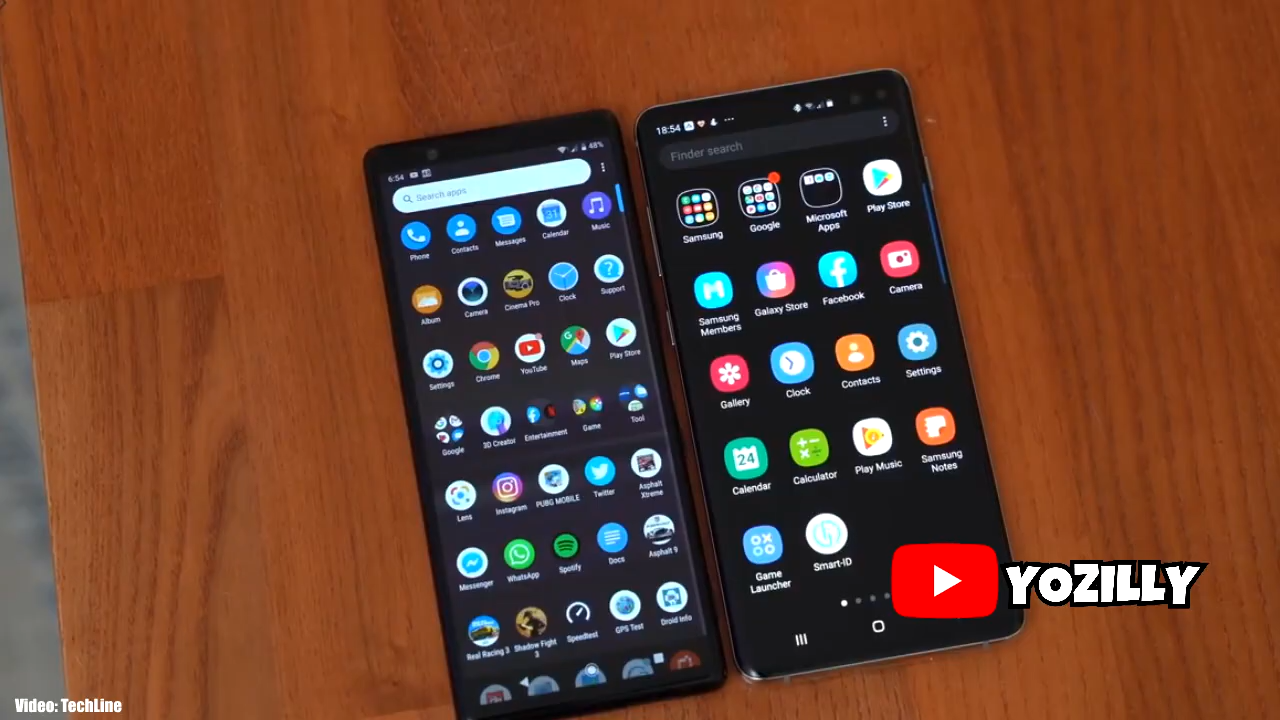 6:54
48%
Search apps
Phone
Contacts
Messages
Calendar
Music
Album
Camera
Cinema Pro
Clock
Support
Settings
Chrome
YouTube
Maps
Play Store
Google
3D Creator
Entertainment
Game
Tool
Lens
Instagram
PUBG MOBILE
Twitter
Asphalt
Xtreme
Messenger
WhatsApp
Spotify
Docs
Asphalt 9
Real Racing 3
Shadow Fight
3
Speedtest
GPS Test
Droid Info
18:54
Finder search
Samsung
Google
Microsoft
Apps
Play Store
Samsung
Members
Galaxy Store
Facebook
Camera
Gallery
Clock
Contacts
Settings
24
Calendar
Calculator
Play Music
Samsung
Notes
Game
Launcher
Smart-ID
YOZILLY
Video: TechLine